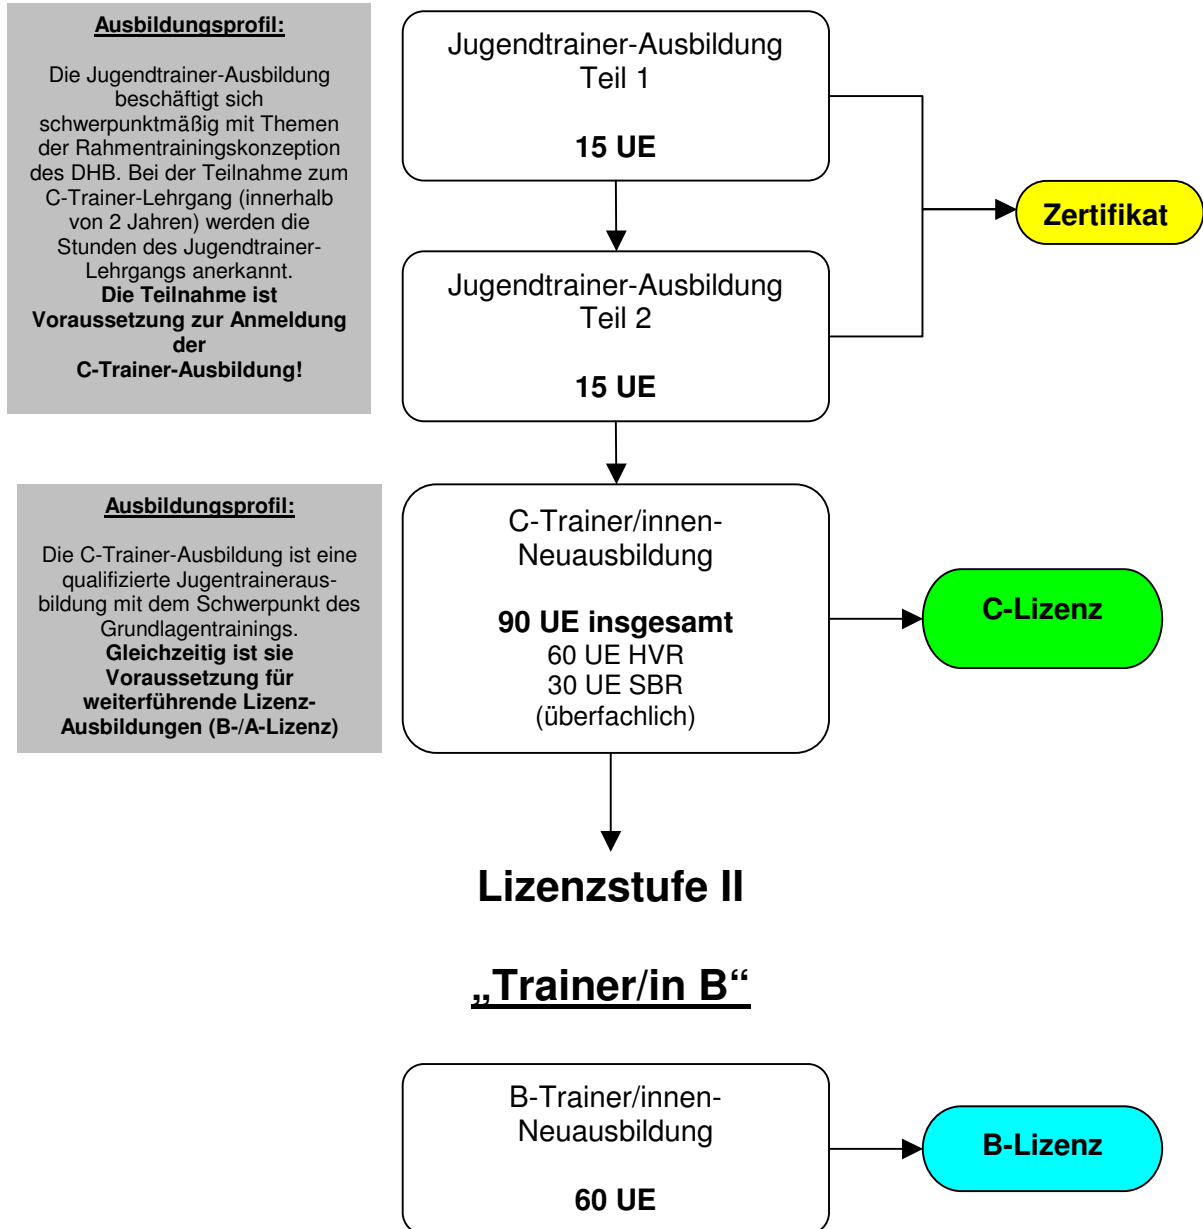 Ausbildungsprofil:
Die Jugendtrainer-Ausbildung
beschäftigt sich
schwerpunktmäßig mit Themen
der Rahmentrainingskonzeption
des DHB. Bei der Teilnahme zum
C-Trainer-Lehrgang (innerhalb
von 2 Jahren) werden die
Stunden des Jugendtrainer-
Lehrgangs anerkannt.
Die Teilnahme ist
Voraussetzung zur Anmeldung
der
C-Trainer-Ausbildung!
Jugendtrainer-Ausbildung
Teil 1
15 UE
Zertifikat
Jugendtrainer-Ausbildung
Teil 2
15 UE
Ausbildungsprofil:
Die C-Trainer-Ausbildung ist eine
qualifizierte Jugentraineraus-
bildung mit dem Schwerpunkt des
Grundlagentrainings.
Gleichzeitig ist sie
Voraussetzung für
weiterführende Lizenz-
Ausbildungen (B-/A-Lizenz)
C-Trainer/innen-
Neuausbildung
90 UE insgesamt
60 UE HVR
30 UE SBR
(überfachlich)
C-Lizenz
Lizenzstufe II
„Trainer/in B“
B-Trainer/innen-
Neuausbildung
60 UE
B-Lizenz